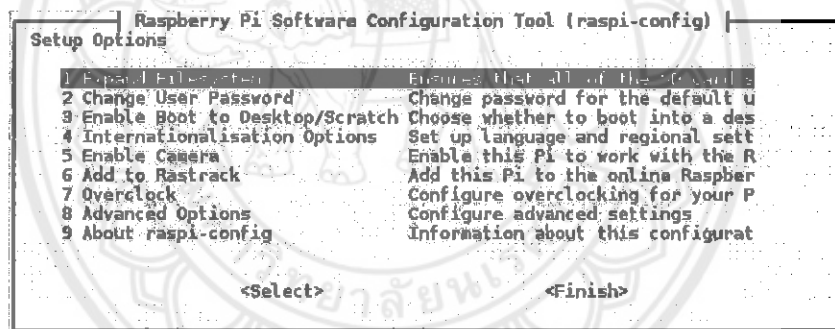 Raspberry Pi Software Configuration Tool (raspi-config)
Setup Options
1 Expand Filesystem Ensures that all of the SD card s
2 Change User Password Change password for the default u
3 Enable Boot to Desktop/Scratch Choose whether to boot into a des
4 Internationalisation Options Set up language and regional sett
5 Enable Camera Enable this Pi to work with the R
6 Add to Rastrack Add this Pi to the online Raspber
7 Overclock Configure overclocking for your P
8 Advanced Options Configure advanced settings
9 About raspi-config Information about this configurat
<Select> <Finish>